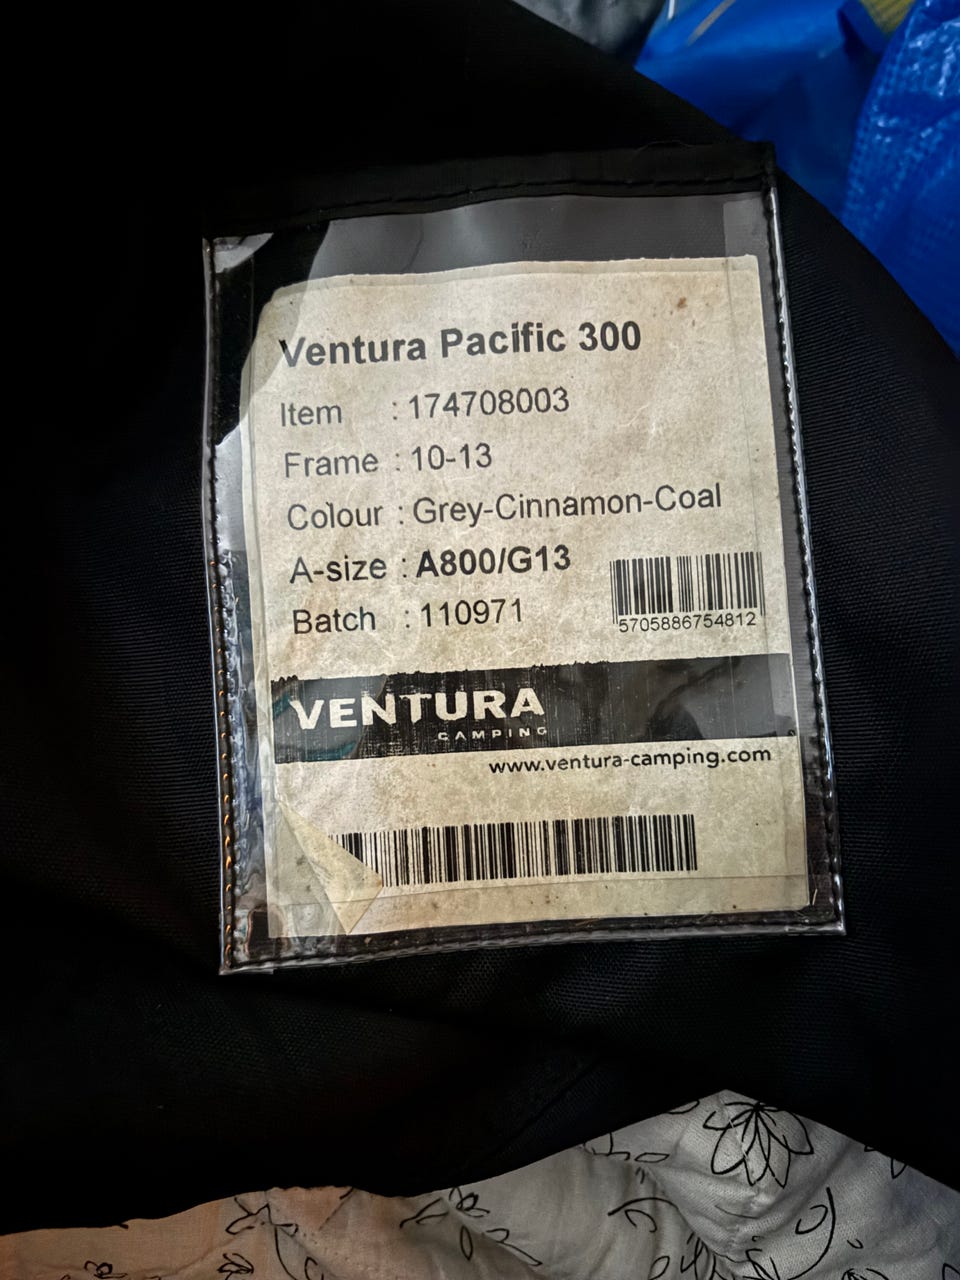 Ventura Pacific 300
Item : 174708003
Frame : 10-13
Colour : Grey-Cinnamon-Coal
A-size : A800/G13
Batch : 110971
5705886754812
VENTURA
CAMPING
www.ventura-camping.com